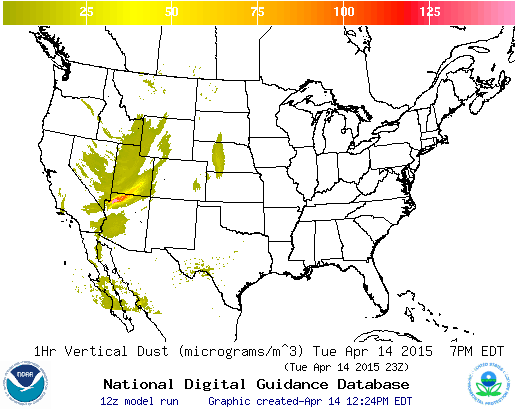 25 50 75 100 125
1Hr Vertical Dust (micrograms/m^3) Tue Apr 14 2015 7PM EDT
(Tue Apr 14 2015 23Z)
National Digital Guidance Database
12z model run Graphic created-Apr 14 12:24PM EDT
NOAA